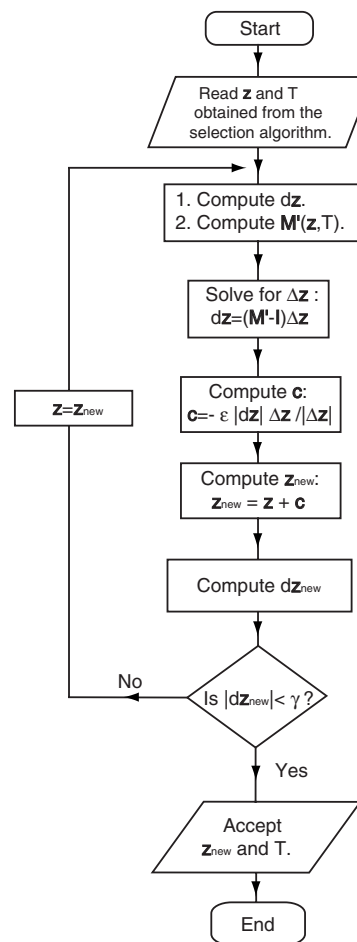 Start
Read z and T
obtained from the
selection algorithm.
1. Compute dz.
2. Compute M'(z,T).
Solve for Δz :
dz=(M'-I)Δz
Compute c:
c=- ε |dz| Δz /|Δz|
z=znew
Compute znew:
znew = z + c
Compute dznew
No
Is |dznew|< γ ?
Yes
Accept
znew and T.
End